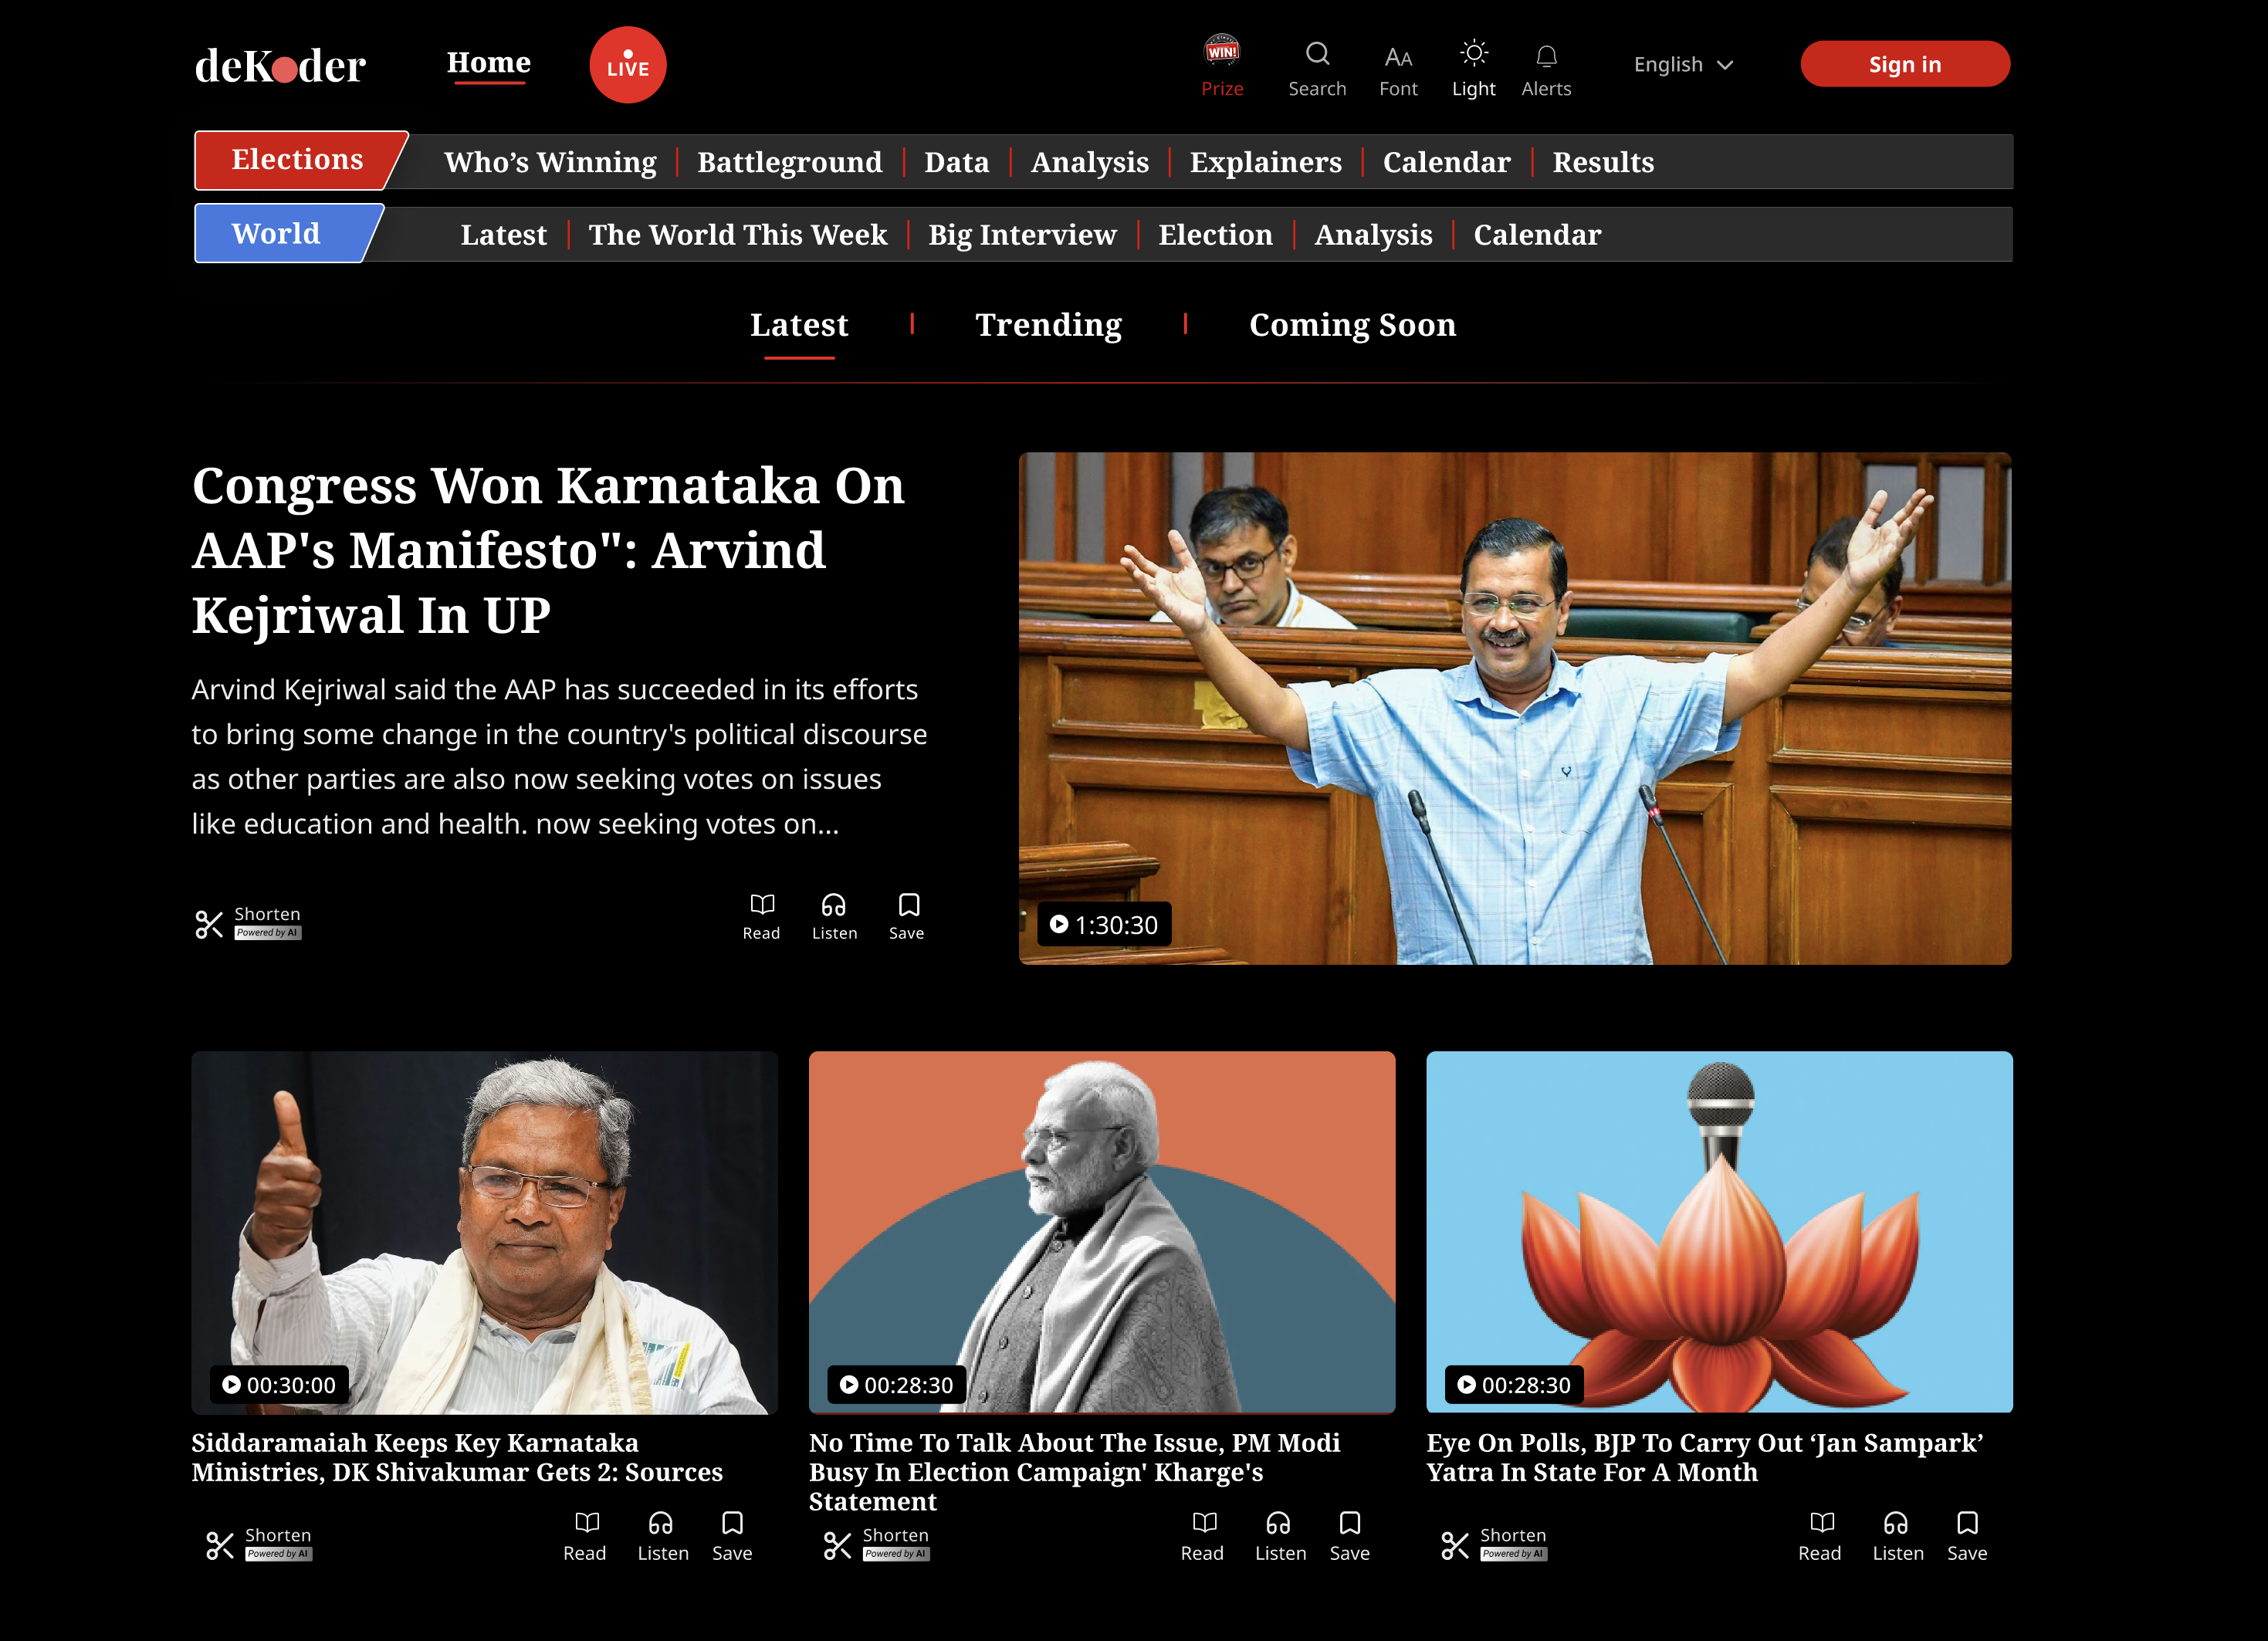 deKoder
Home
LIVE
WIN!
Prize
Search
AA
Font
Light
Alerts
English
Sign in
Elections
Who’s Winning
Battleground
Data
Analysis
Explainers
Calendar
Results
World
Latest
The World This Week
Big Interview
Election
Analysis
Calendar
Latest
Trending
Coming Soon
Congress Won Karnataka On
AAP's Manifesto": Arvind
Kejriwal In UP
Arvind Kejriwal said the AAP has succeeded in its efforts
to bring some change in the country's political discourse
as other parties are also now seeking votes on issues
like education and health. now seeking votes on...
Shorten
Powered by AI
Read
Listen
Save
1:30:30
00:30:00
Siddaramaiah Keeps Key Karnataka
Ministries, DK Shivakumar Gets 2: Sources
Shorten
Powered by AI
Read
Listen
Save
00:28:30
No Time To Talk About The Issue, PM Modi
Busy In Election Campaign' Kharge's
Statement
Shorten
Powered by AI
Read
Listen
Save
00:28:30
Eye On Polls, BJP To Carry Out ‘Jan Sampark’
Yatra In State For A Month
Shorten
Powered by AI
Read
Listen
Save